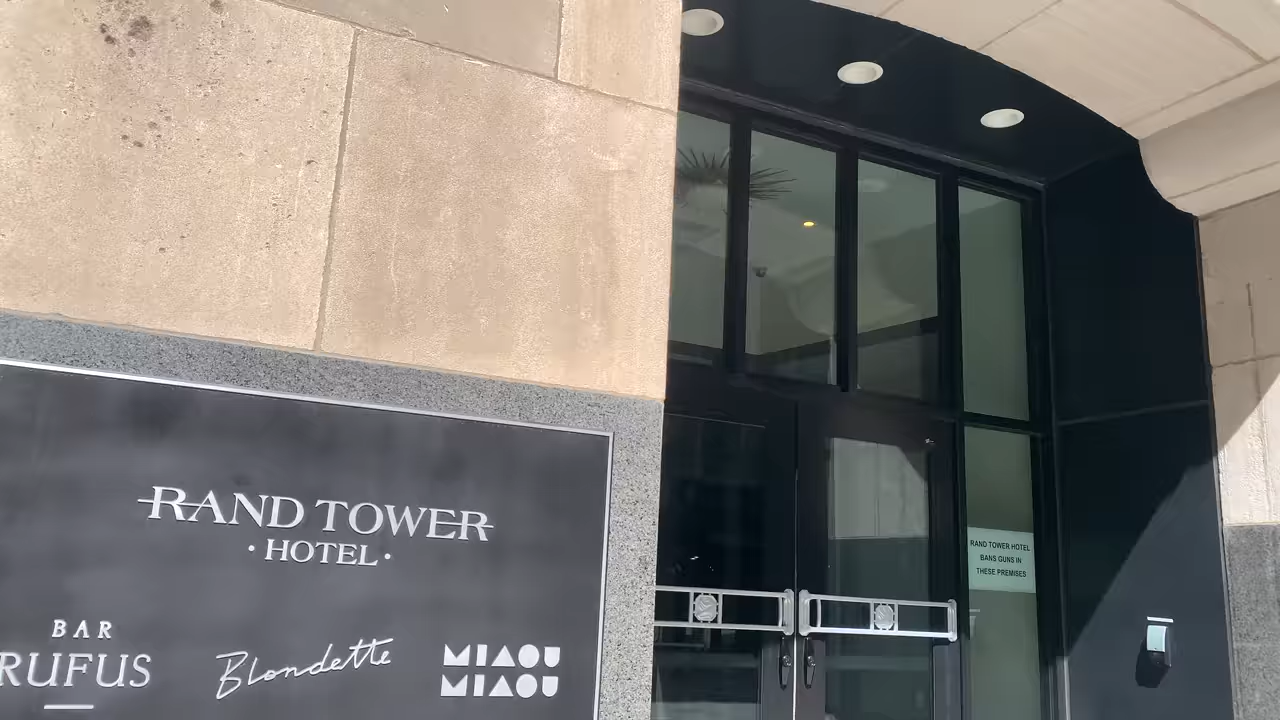 RAND TOWER
· HOTEL ·
BAR
RUFUS
Blondette
MIAOU
MIAOU
RAND TOWER HOTEL
BANS GUNS IN
THESE PREMISES